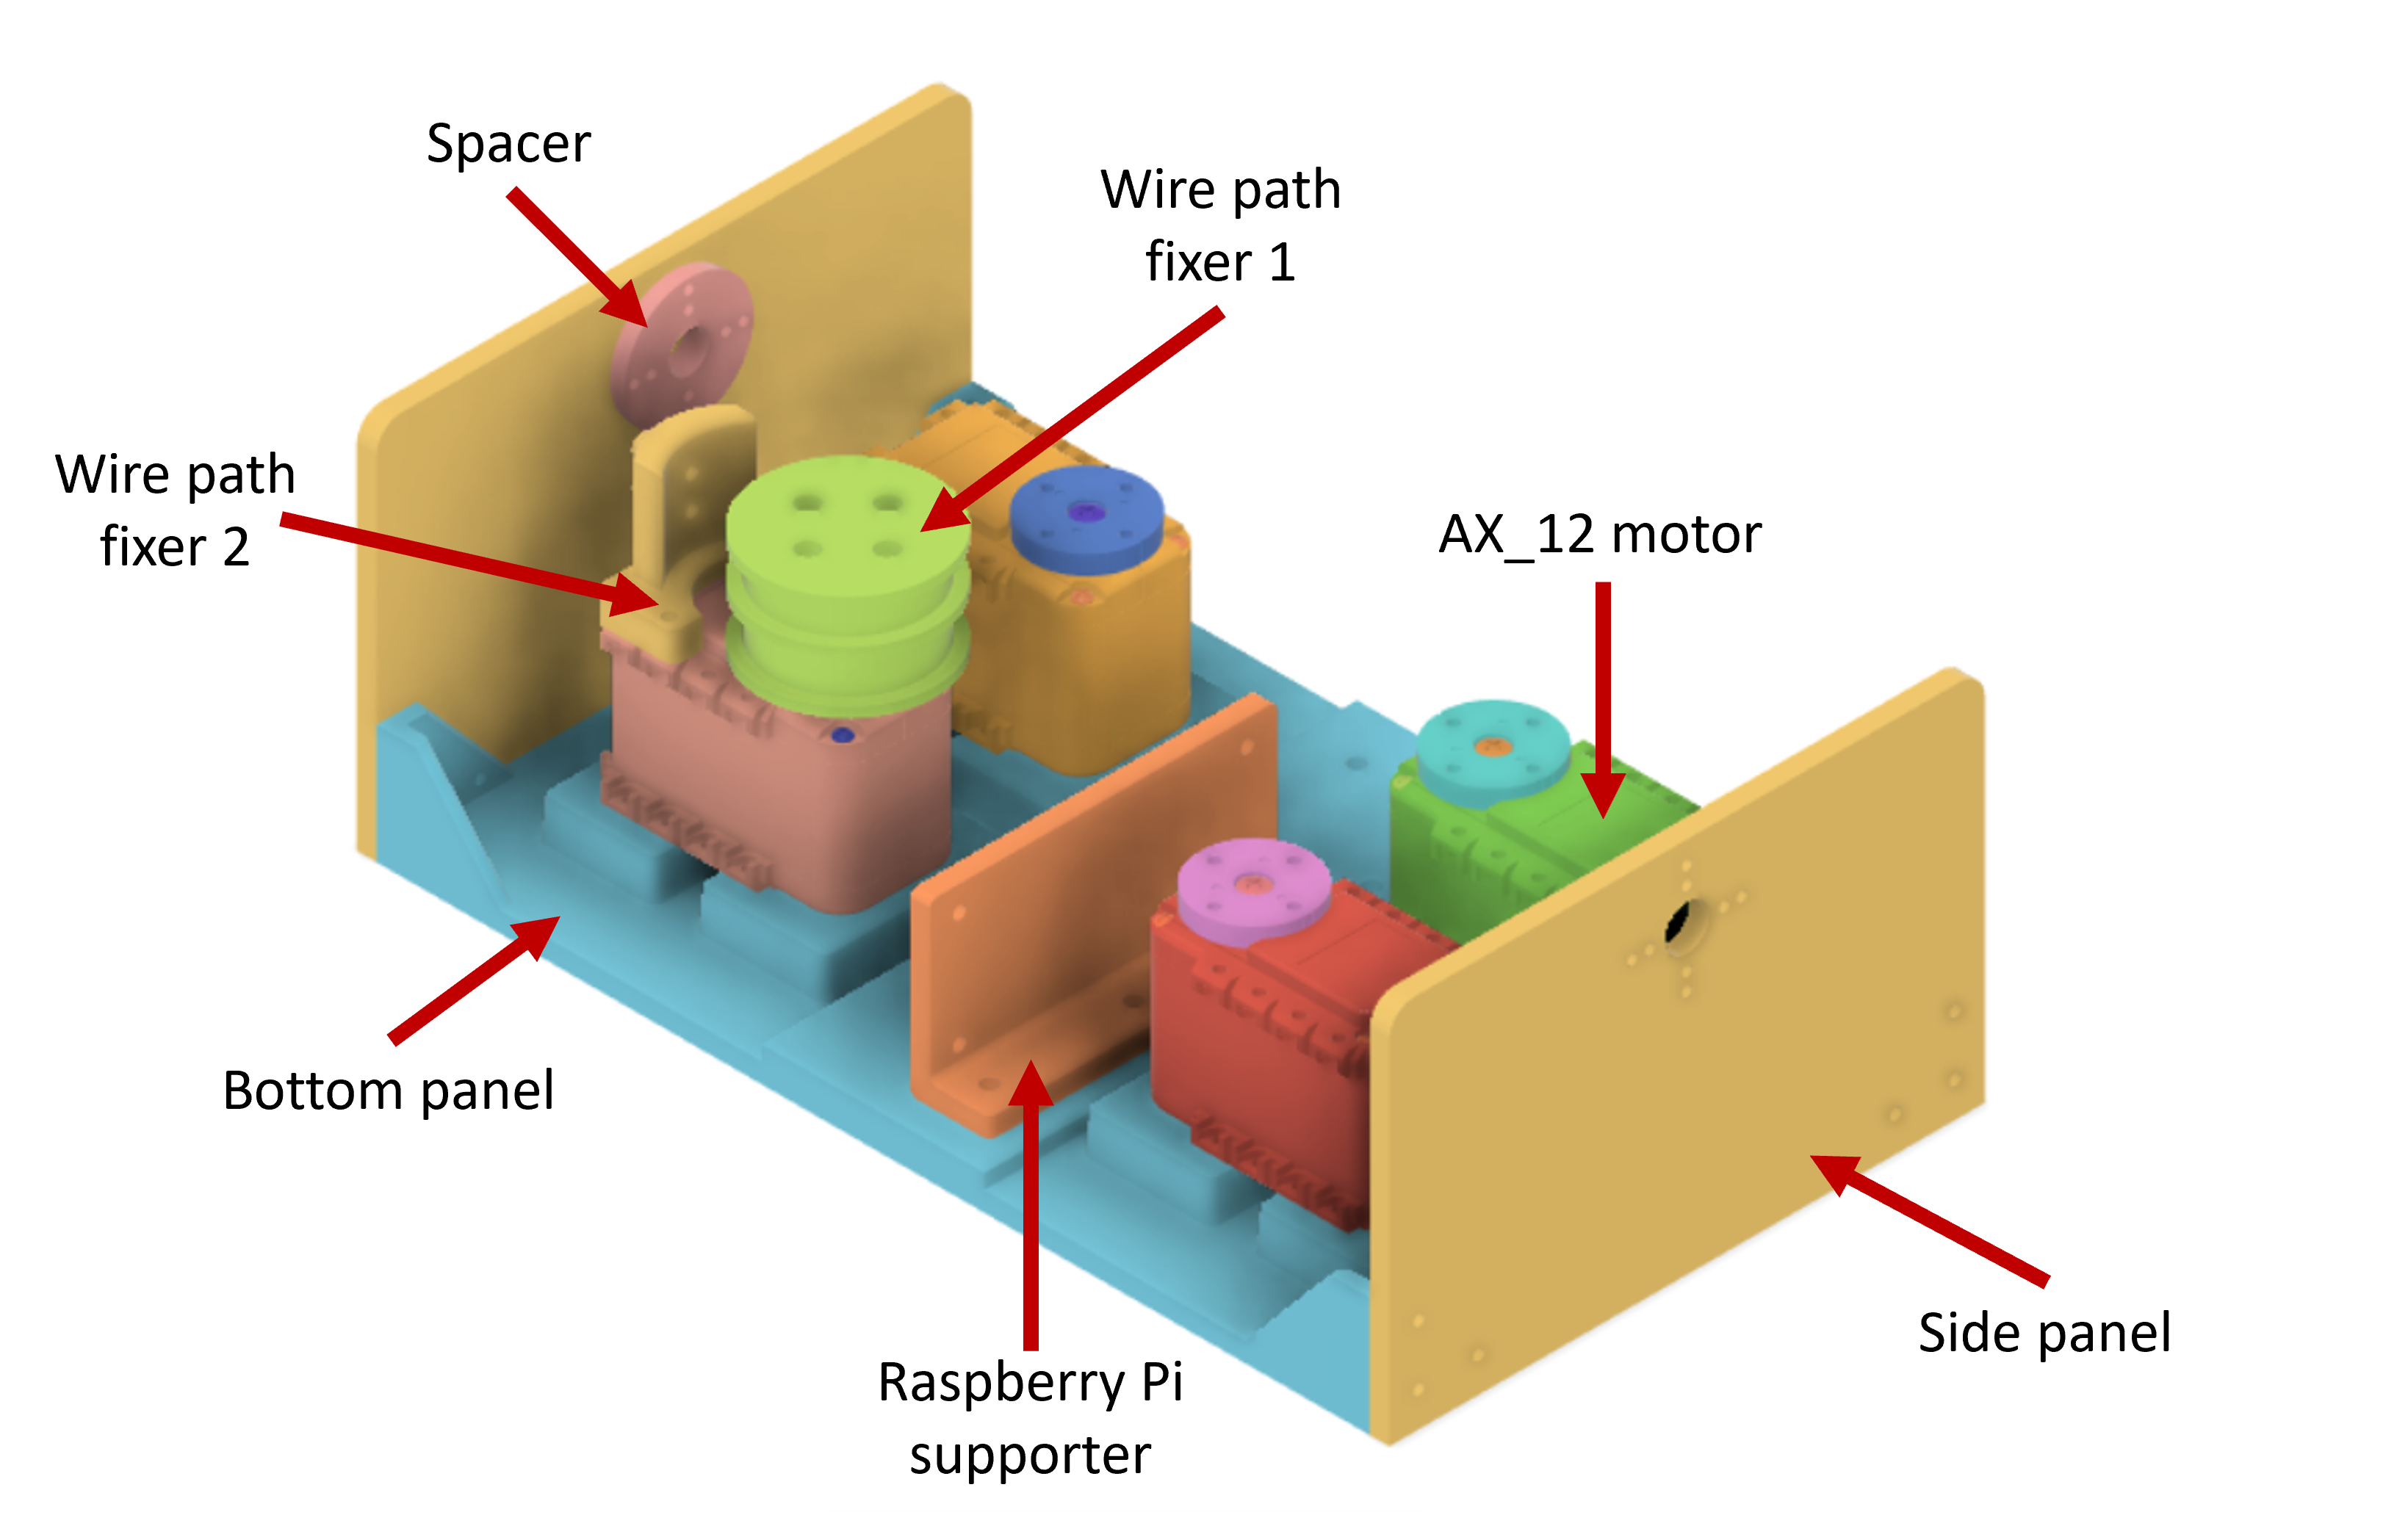 Spacer
Wire path
fixer 1
Wire path
fixer 2
AX_12 motor
Bottom panel
Side panel
Raspberry Pi
supporter